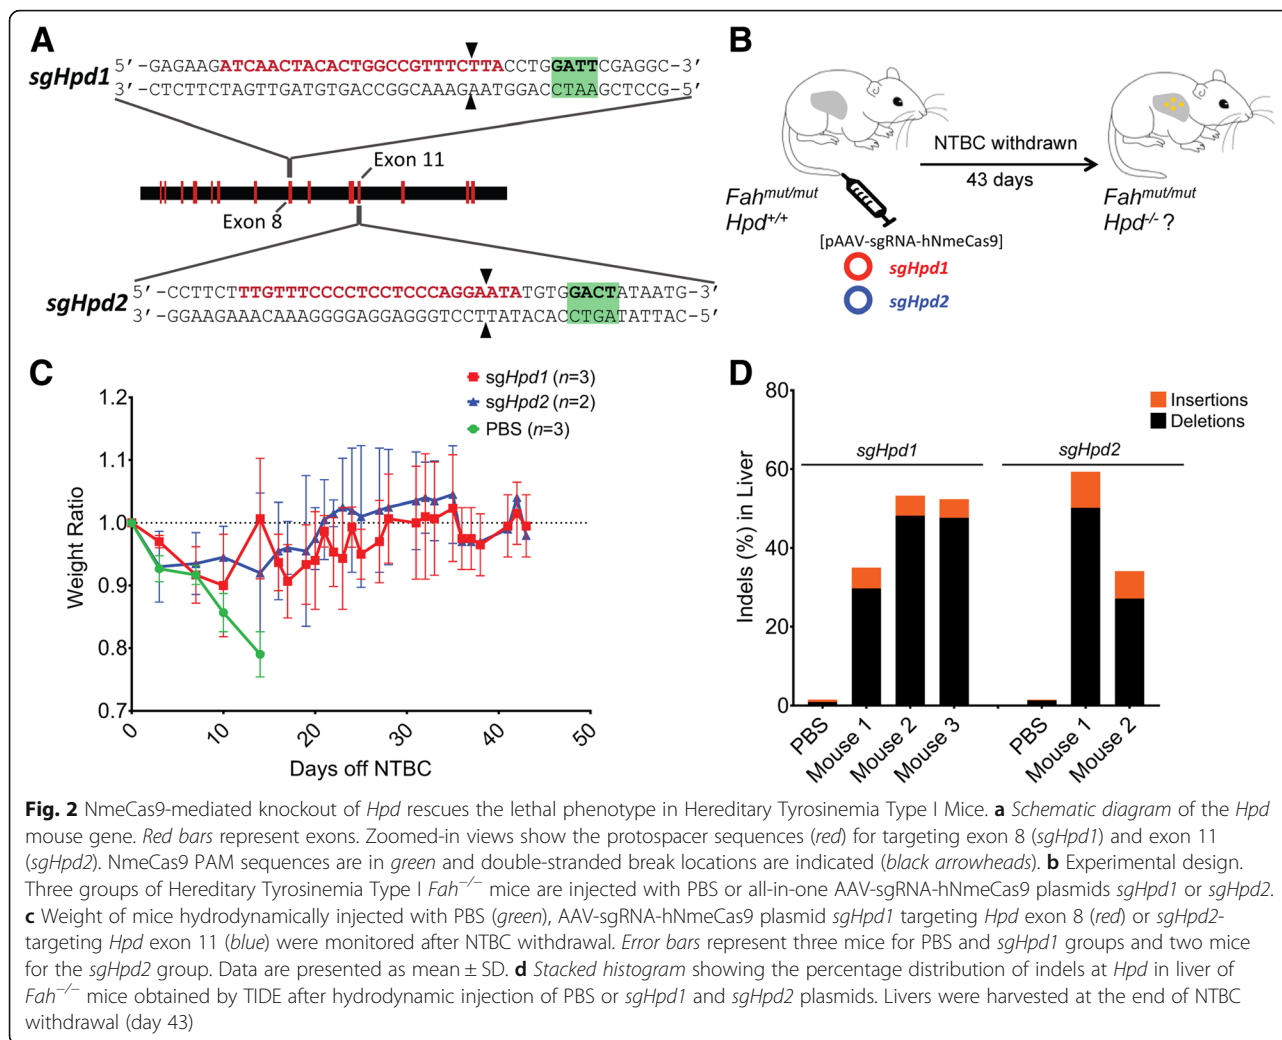 A
sgHpd1
5’-GAGAAGATCAACTACACTGGCCGTTTCTTACCTGGATTCGAGGC-3’
3’-CTCTTCTAGTTGATGTGACCGGCAAAGAATGGACCTAAGCTCCG-5’
Exon 11
Exon 8
sgHpd2
5’-CCTTCTTTGTTTCCCCTCCTCCCAGGAATATGTGGACTATAATG-3’
3’-GGAAGAAACAAAGGGGAGGAGGGTCCTTATACACCTGATATTAC-5’
B
NTBC withdrawn
43 days
Fah^mut/mut
Hpd^+/+
Fah^mut/mut
Hpd^-/- ?
[pAAV-sgRNA-hNmeCas9]
sgHpd1
sgHpd2
C
sgHpd1 (n=3)
sgHpd2 (n=2)
PBS (n=3)
Weight Ratio
1.2
1.1
1.0
0.9
0.8
0.7
0
10
20
30
40
50
Days off NTBC
D
Insertions
Deletions
sgHpd1
sgHpd2
Indels (%) in Liver
80
60
40
20
0
PBS
Mouse 1
Mouse 2
Mouse 3
PBS
Mouse 1
Mouse 2
Fig. 2 NmeCas9-mediated knockout of Hpd rescues the lethal phenotype in Hereditary Tyrosinemia Type I Mice. a Schematic diagram of the Hpd
mouse gene. Red bars represent exons. Zoomed-in views show the protospacer sequences (red) for targeting exon 8 (sgHpd1) and exon 11
(sgHpd2). NmeCas9 PAM sequences are in green and double-stranded break locations are indicated (black arrowheads). b Experimental design.
Three groups of Hereditary Tyrosinemia Type I Fah^−/− mice are injected with PBS or all-in-one AAV-sgRNA-hNmeCas9 plasmids sgHpd1 or sgHpd2.
c Weight of mice hydrodynamically injected with PBS (green), AAV-sgRNA-hNmeCas9 plasmid sgHpd1 targeting Hpd exon 8 (red) or sgHpd2-
targeting Hpd exon 11 (blue) were monitored after NTBC withdrawal. Error bars represent three mice for PBS and sgHpd1 groups and two mice
for the sgHpd2 group. Data are presented as mean ± SD. d Stacked histogram showing the percentage distribution of indels at Hpd in liver of
Fah^−/− mice obtained by TIDE after hydrodynamic injection of PBS or sgHpd1 and sgHpd2 plasmids. Livers were harvested at the end of NTBC
withdrawal (day 43)